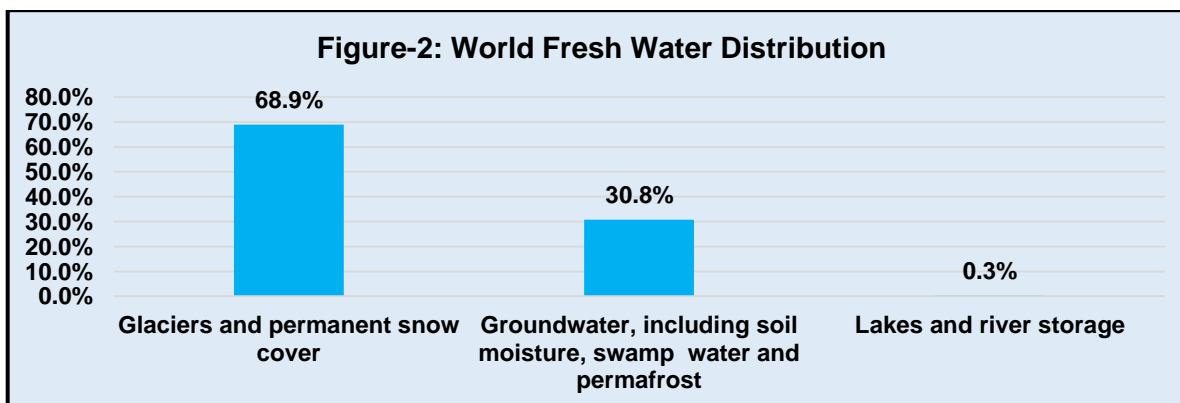 Figure-2: World Fresh Water Distribution
80.0%
70.0%
60.0%
50.0%
40.0%
30.0%
20.0%
10.0%
0.0%
68.9%
30.8%
0.3%
Glaciers and permanent snow
cover
Groundwater, including soil
moisture, swamp water and
permafrost
Lakes and river storage